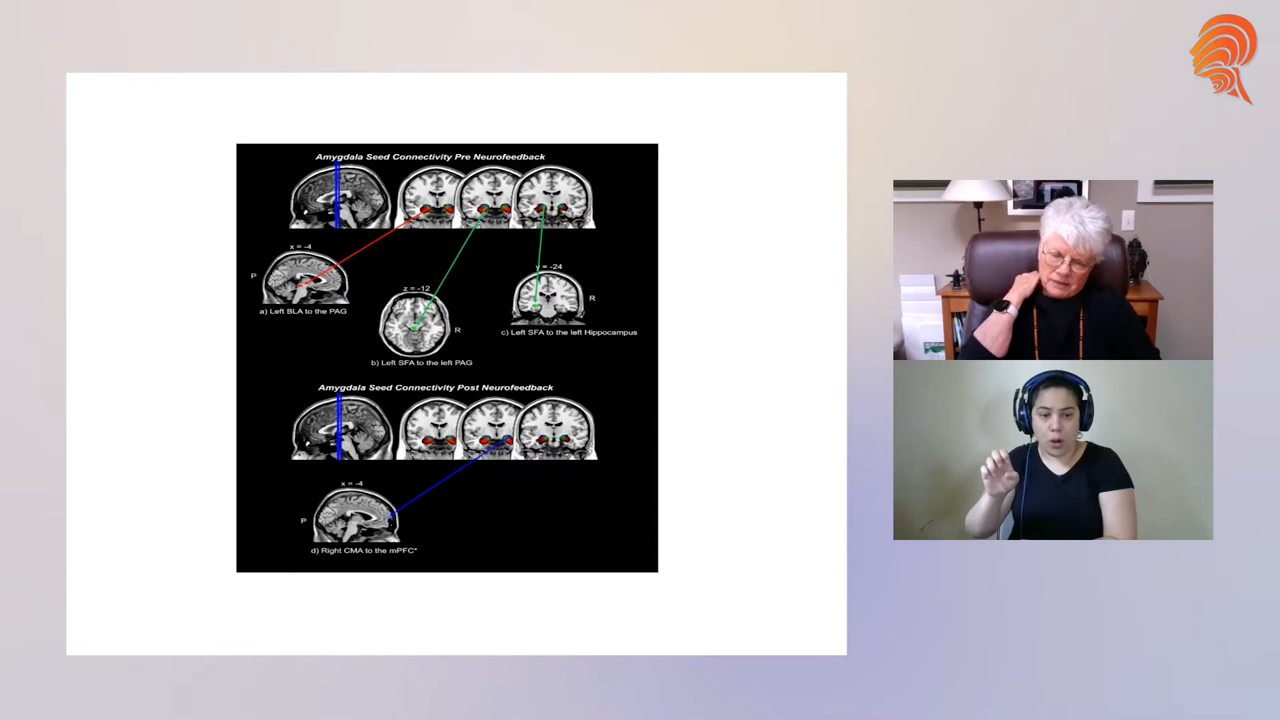 Amygdala Seed Connectivity Pre Neurofeedback
x = -4
P
a) Left BLA to the PAG
z = -12
R
b) Left SFA to the left PAG
y = -24
R
c) Left SFA to the left Hippocampus
Amygdala Seed Connectivity Post Neurofeedback
x = -4
P
d) Right CMA to the mPFC*